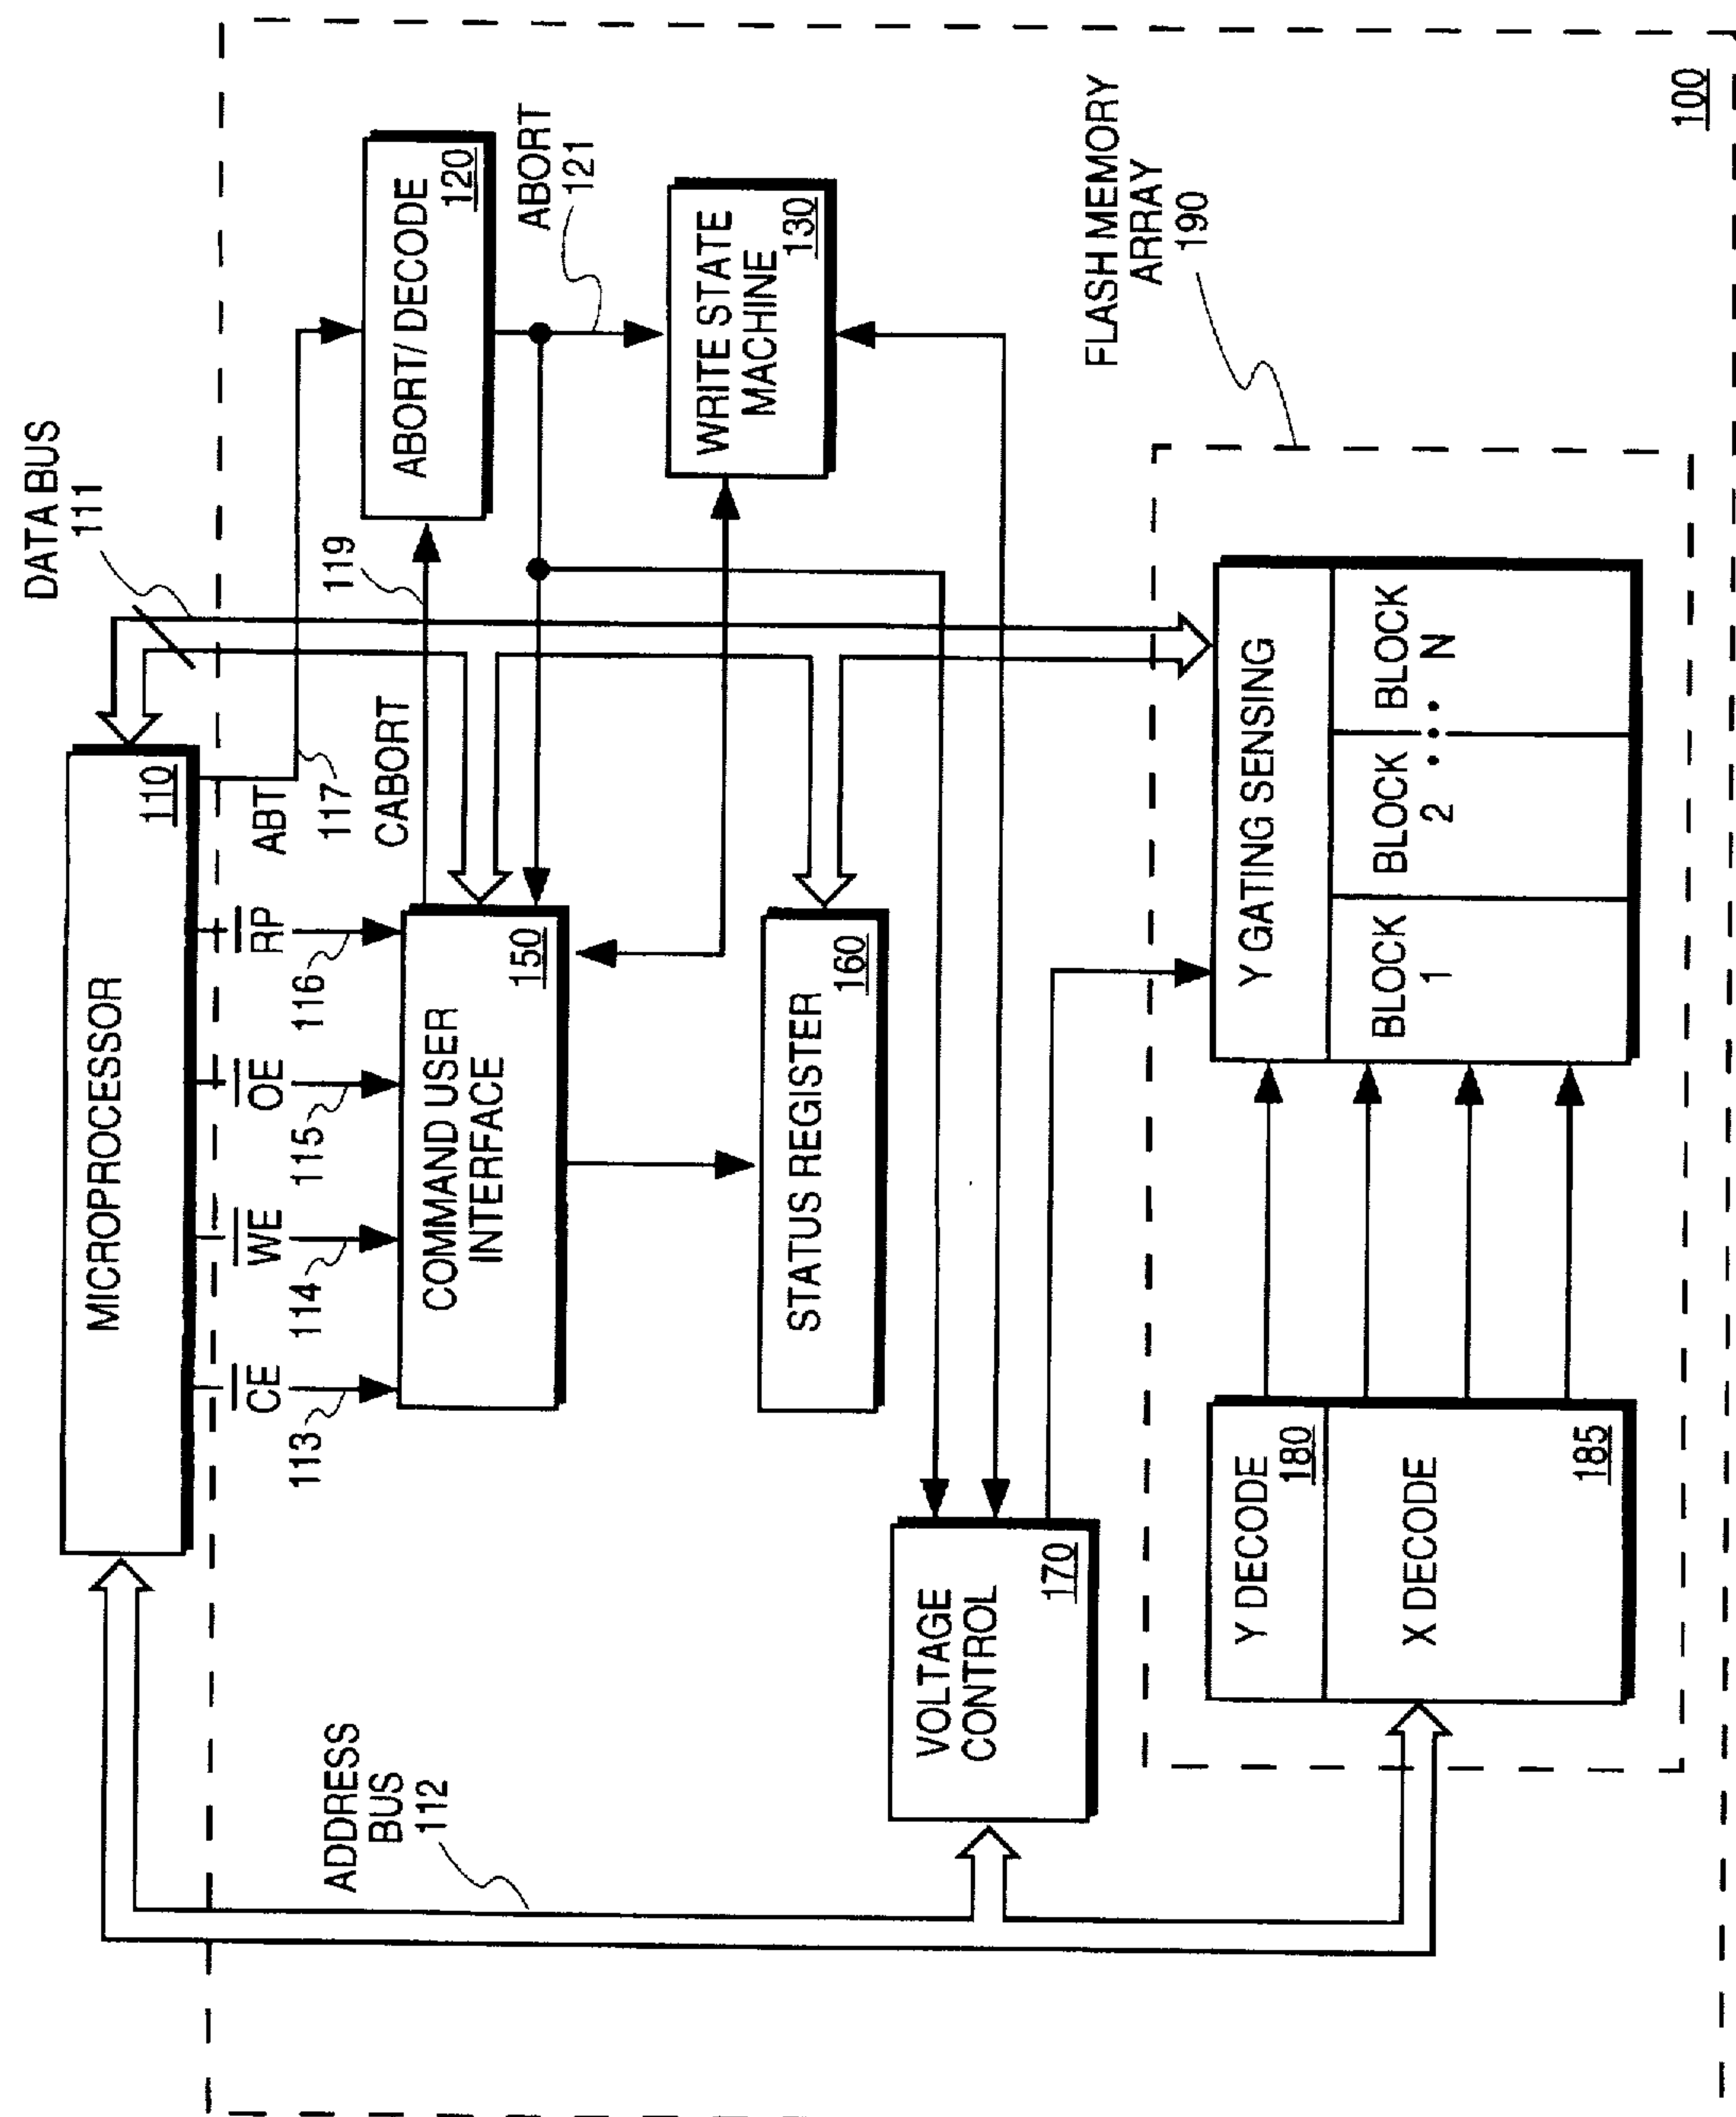 DATA BUS
111
MICROPROCESSOR
110
ADDRESS
BUS
112
CE
WE
OE
RP
ABT
113
114
115
116
117
CABORT
119
COMMAND USER
INTERFACE
150
ABORT/ DECODE
120
ABORT
121
WRITE STATE
MACHINE
130
STATUS REGISTER
160
VOLTAGE
CONTROL
170
FLASH MEMORY
ARRAY
190
Y DECODE
180
X DECODE
185
Y GATING SENSING
BLOCK
1
BLOCK
2
BLOCK
N
100